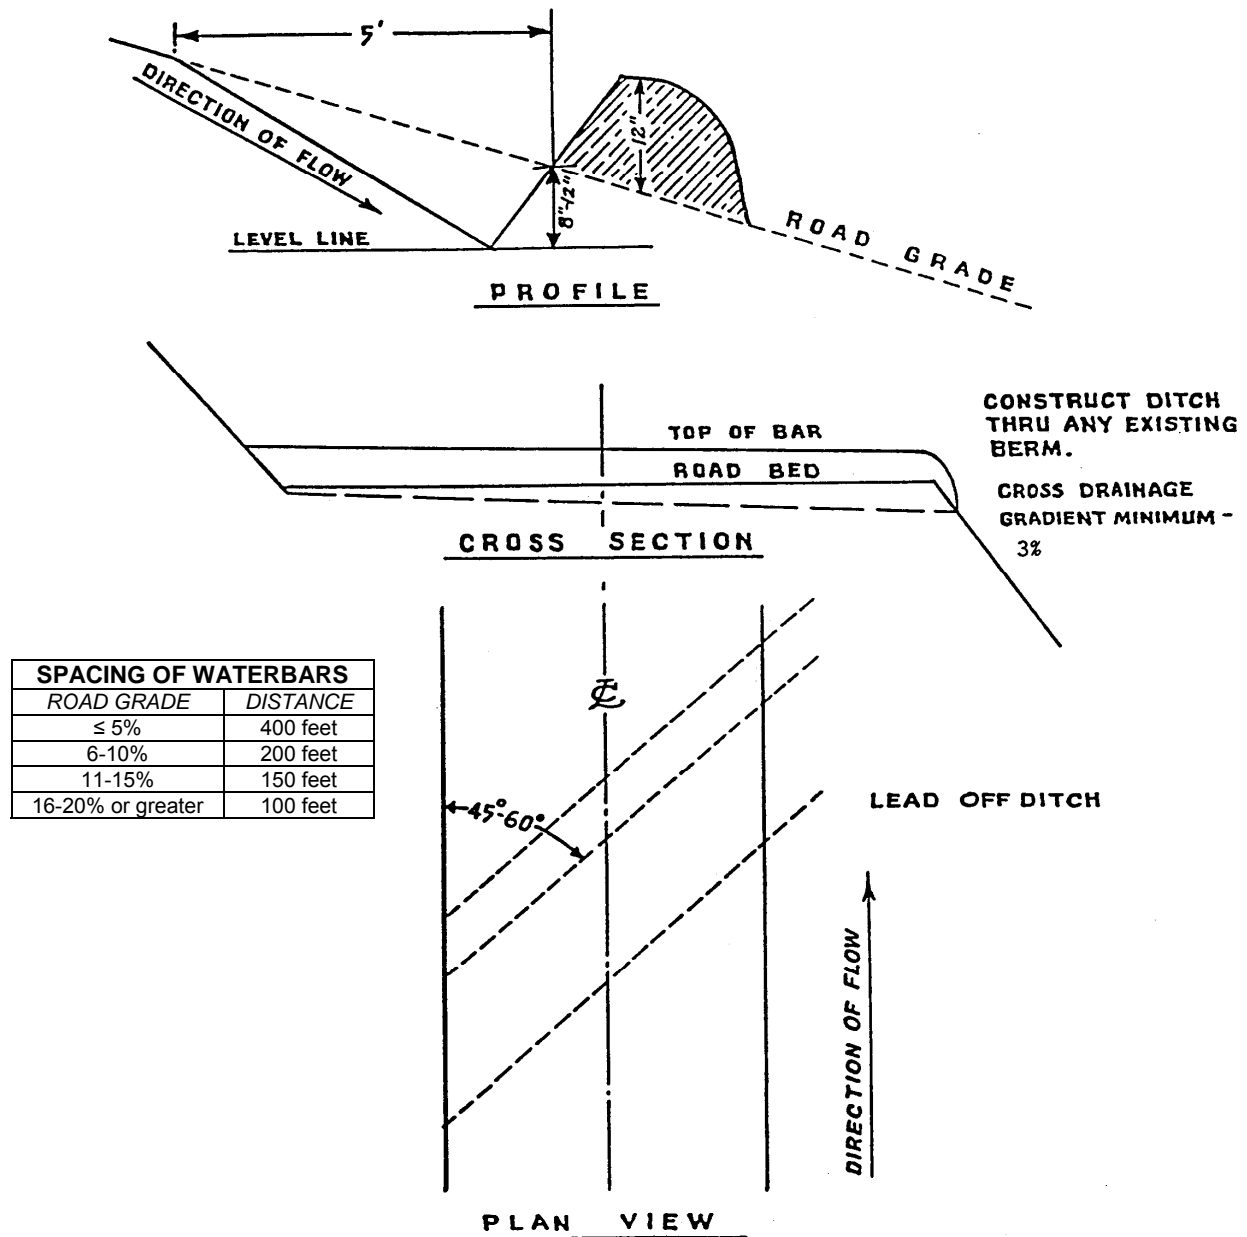 5'
DIRECTION OF FLOW
12"
8"-12"
LEVEL LINE
ROAD GRADE
PROFILE
TOP OF BAR
ROAD BED
CONSTRUCT DITCH
THRU ANY EXISTING
BERM.
CROSS DRAINAGE
GRADIENT MINIMUM -
3%
CROSS SECTION
SPACING OF WATERBARS
ROAD GRADE DISTANCE
≤ 5% 400 feet
6-10% 200 feet
11-15% 150 feet
16-20% or greater 100 feet
℄
45°-60°
LEAD OFF DITCH
DIRECTION OF FLOW
PLAN VIEW